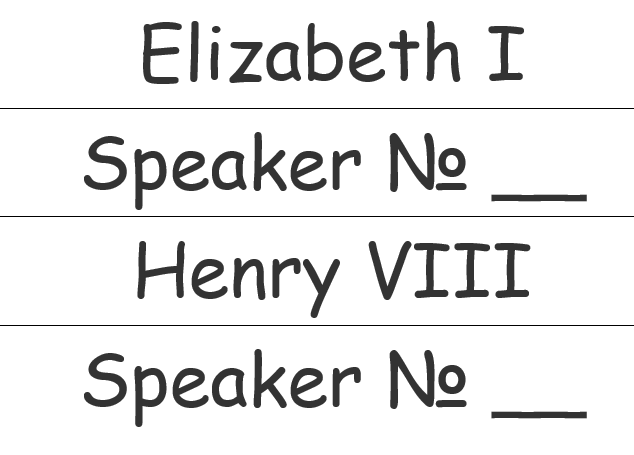 Elizabeth I
Speaker № __
Henry VIII
Speaker № __